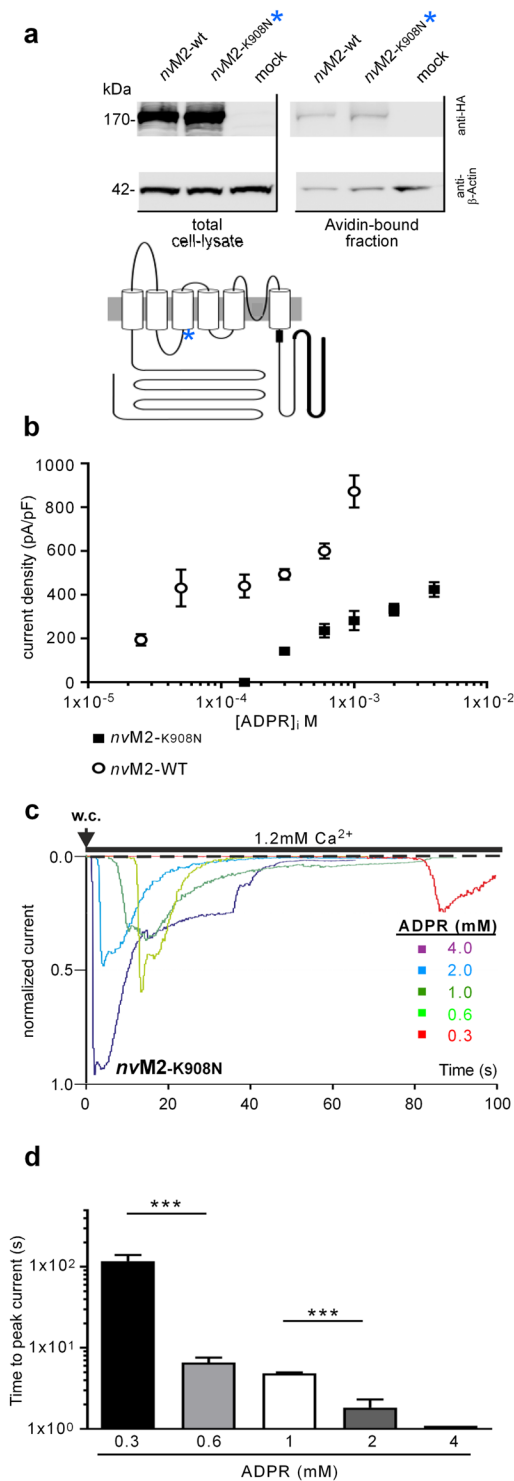 a
nvM2-wt
nvM2-K908N*
mock
nvM2-wt
nvM2-K908N*
mock
kDa
170-
anti-HA
42-
anti-
β-Actin
total
cell-lysate
Avidin-bound
fraction
*
b
current density (pA/pF)
1000
800
600
400
200
0
1x10-5
1x10-4
1x10-3
1x10-2
[ADPR]i M
nvM2-K908N
nvM2-WT
c
w.c.
1.2mM Ca2+
normalized current
0.0
0.5
1.0
ADPR (mM)
4.0
2.0
1.0
0.6
0.3
nvM2-K908N
Time (s)
0 20 40 60 80 100
d
Time to peak current (s)
1x10²
1x10¹
1x10⁰
***
***
0.3 0.6 1 2 4
ADPR (mM)